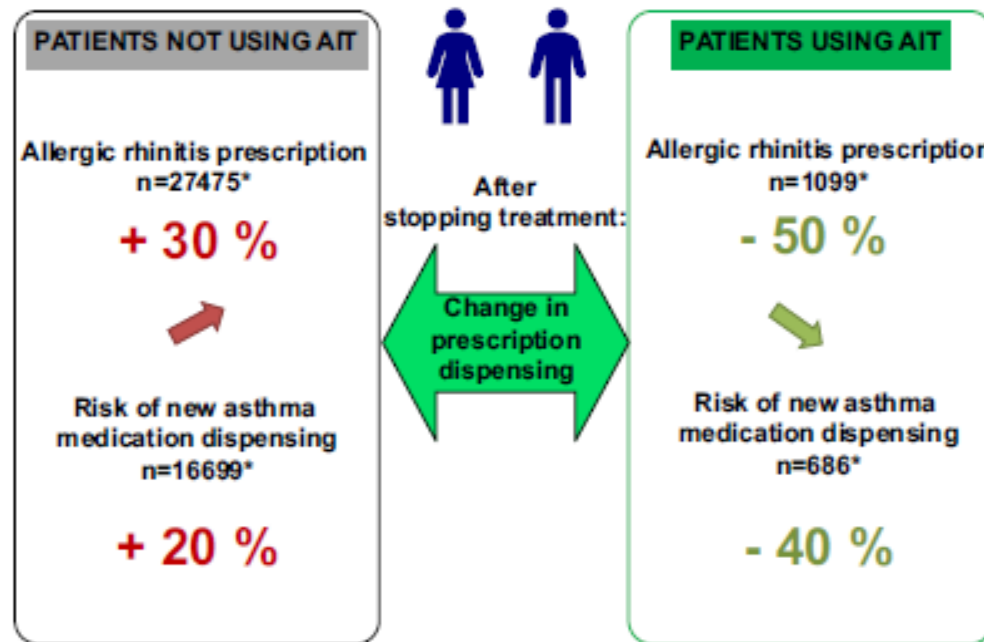 PATIENTS NOT USING AIT
Allergic rhinitis prescription
n=27475*
+ 30 %
Risk of new asthma
medication dispensing
n=16699*
+ 20 %
After
stopping treatment:
Change in
prescription
dispensing
PATIENTS USING AIT
Allergic rhinitis prescription
n=1099*
- 50 %
Risk of new asthma
medication dispensing
n=686*
- 40 %